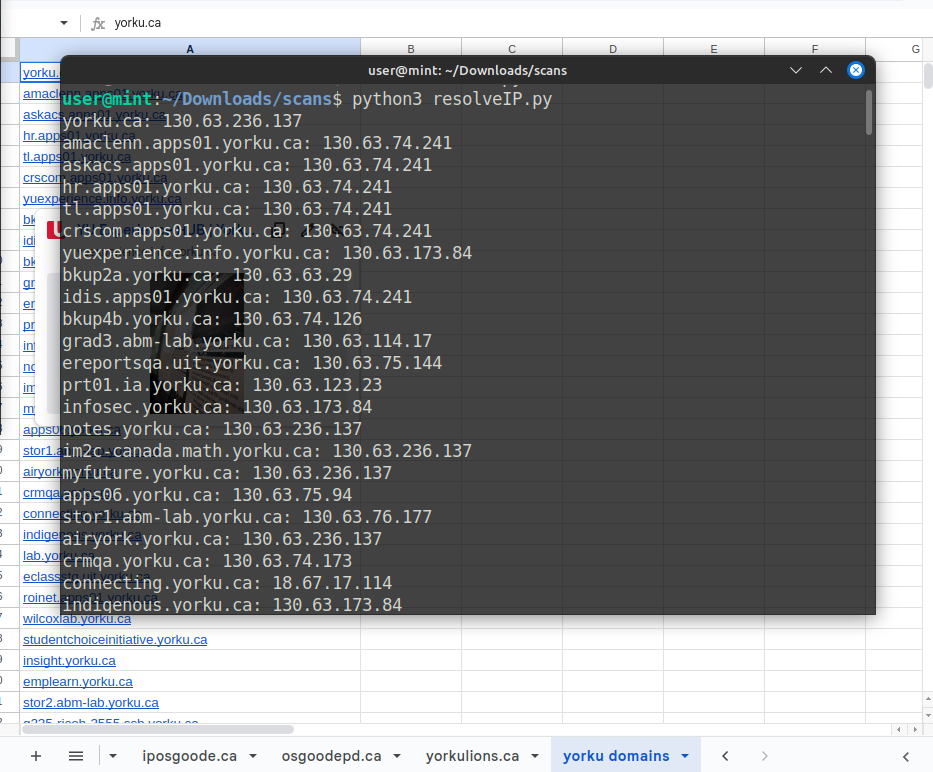 fx yorku.ca
A B C D E F G
user@mint: ~/Downloads/scans
user@mint:~/Downloads/scans$ python3 resolveIP.py
yorku.ca: 130.63.236.137
amaclenn.apps01.yorku.ca: 130.63.74.241
askacs.apps01.yorku.ca: 130.63.74.241
hr.apps01.yorku.ca: 130.63.74.241
tl.apps01.yorku.ca: 130.63.74.241
crscom.apps01.yorku.ca: 130.63.74.241
yuexperience.info.yorku.ca: 130.63.173.84
bkup2a.yorku.ca: 130.63.63.29
idis.apps01.yorku.ca: 130.63.74.241
bkup4b.yorku.ca: 130.63.74.126
grad3.abm-lab.yorku.ca: 130.63.114.17
ereportsqa.uit.yorku.ca: 130.63.75.144
prt01.ia.yorku.ca: 130.63.123.23
infosec.yorku.ca: 130.63.173.84
notes.yorku.ca: 130.63.236.137
im2c-canada.math.yorku.ca: 130.63.236.137
myfuture.yorku.ca: 130.63.236.137
apps06.yorku.ca: 130.63.75.94
stor1.abm-lab.yorku.ca: 130.63.76.177
airyork.yorku.ca: 130.63.236.137
crmqa.yorku.ca: 130.63.74.173
connecting.yorku.ca: 18.67.17.114
indigenous.yorku.ca: 130.63.173.84
wilcoxlab.yorku.ca
studentchoiceinitiative.yorku.ca
insight.yorku.ca
emplearn.yorku.ca
stor2.abm-lab.yorku.ca
iposgoode.ca osgoodepd.ca yorkulions.ca yorku domains